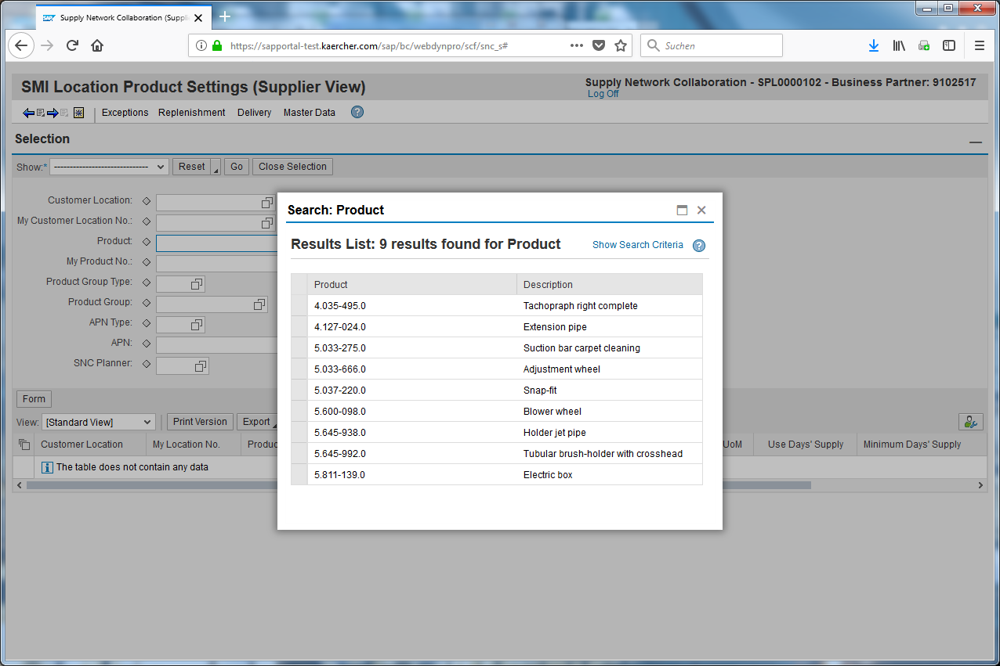 Supply Network Collaboration (Suppli
https://sapportal-test.kaercher.com/sap/bc/webdynpro/scf/snc_s#
Suchen
SMI Location Product Settings (Supplier View)
Supply Network Collaboration - SPL0000102 - Business Partner: 9102517
Log Off
Exceptions Replenishment Delivery Master Data ?
Selection
Show:* ------------------------------ Reset Go Close Selection
Customer Location:
My Customer Location No.:
Product:
My Product No.:
Product Group Type:
Product Group:
APN Type:
APN:
SNC Planner:
Form
View: [Standard View] Print Version Export
Customer Location My Location No. Produc UoM Use Days' Supply Minimum Days' Supply
The table does not contain any data
Search: Product
Results List: 9 results found for Product Show Search Criteria ?
Product Description
4.035-495.0 Tachopraph right complete
4.127-024.0 Extension pipe
5.033-275.0 Suction bar carpet cleaning
5.033-666.0 Adjustment wheel
5.037-220.0 Snap-fit
5.600-098.0 Blower wheel
5.645-938.0 Holder jet pipe
5.645-992.0 Tubular brush-holder with crosshead
5.811-139.0 Electric box